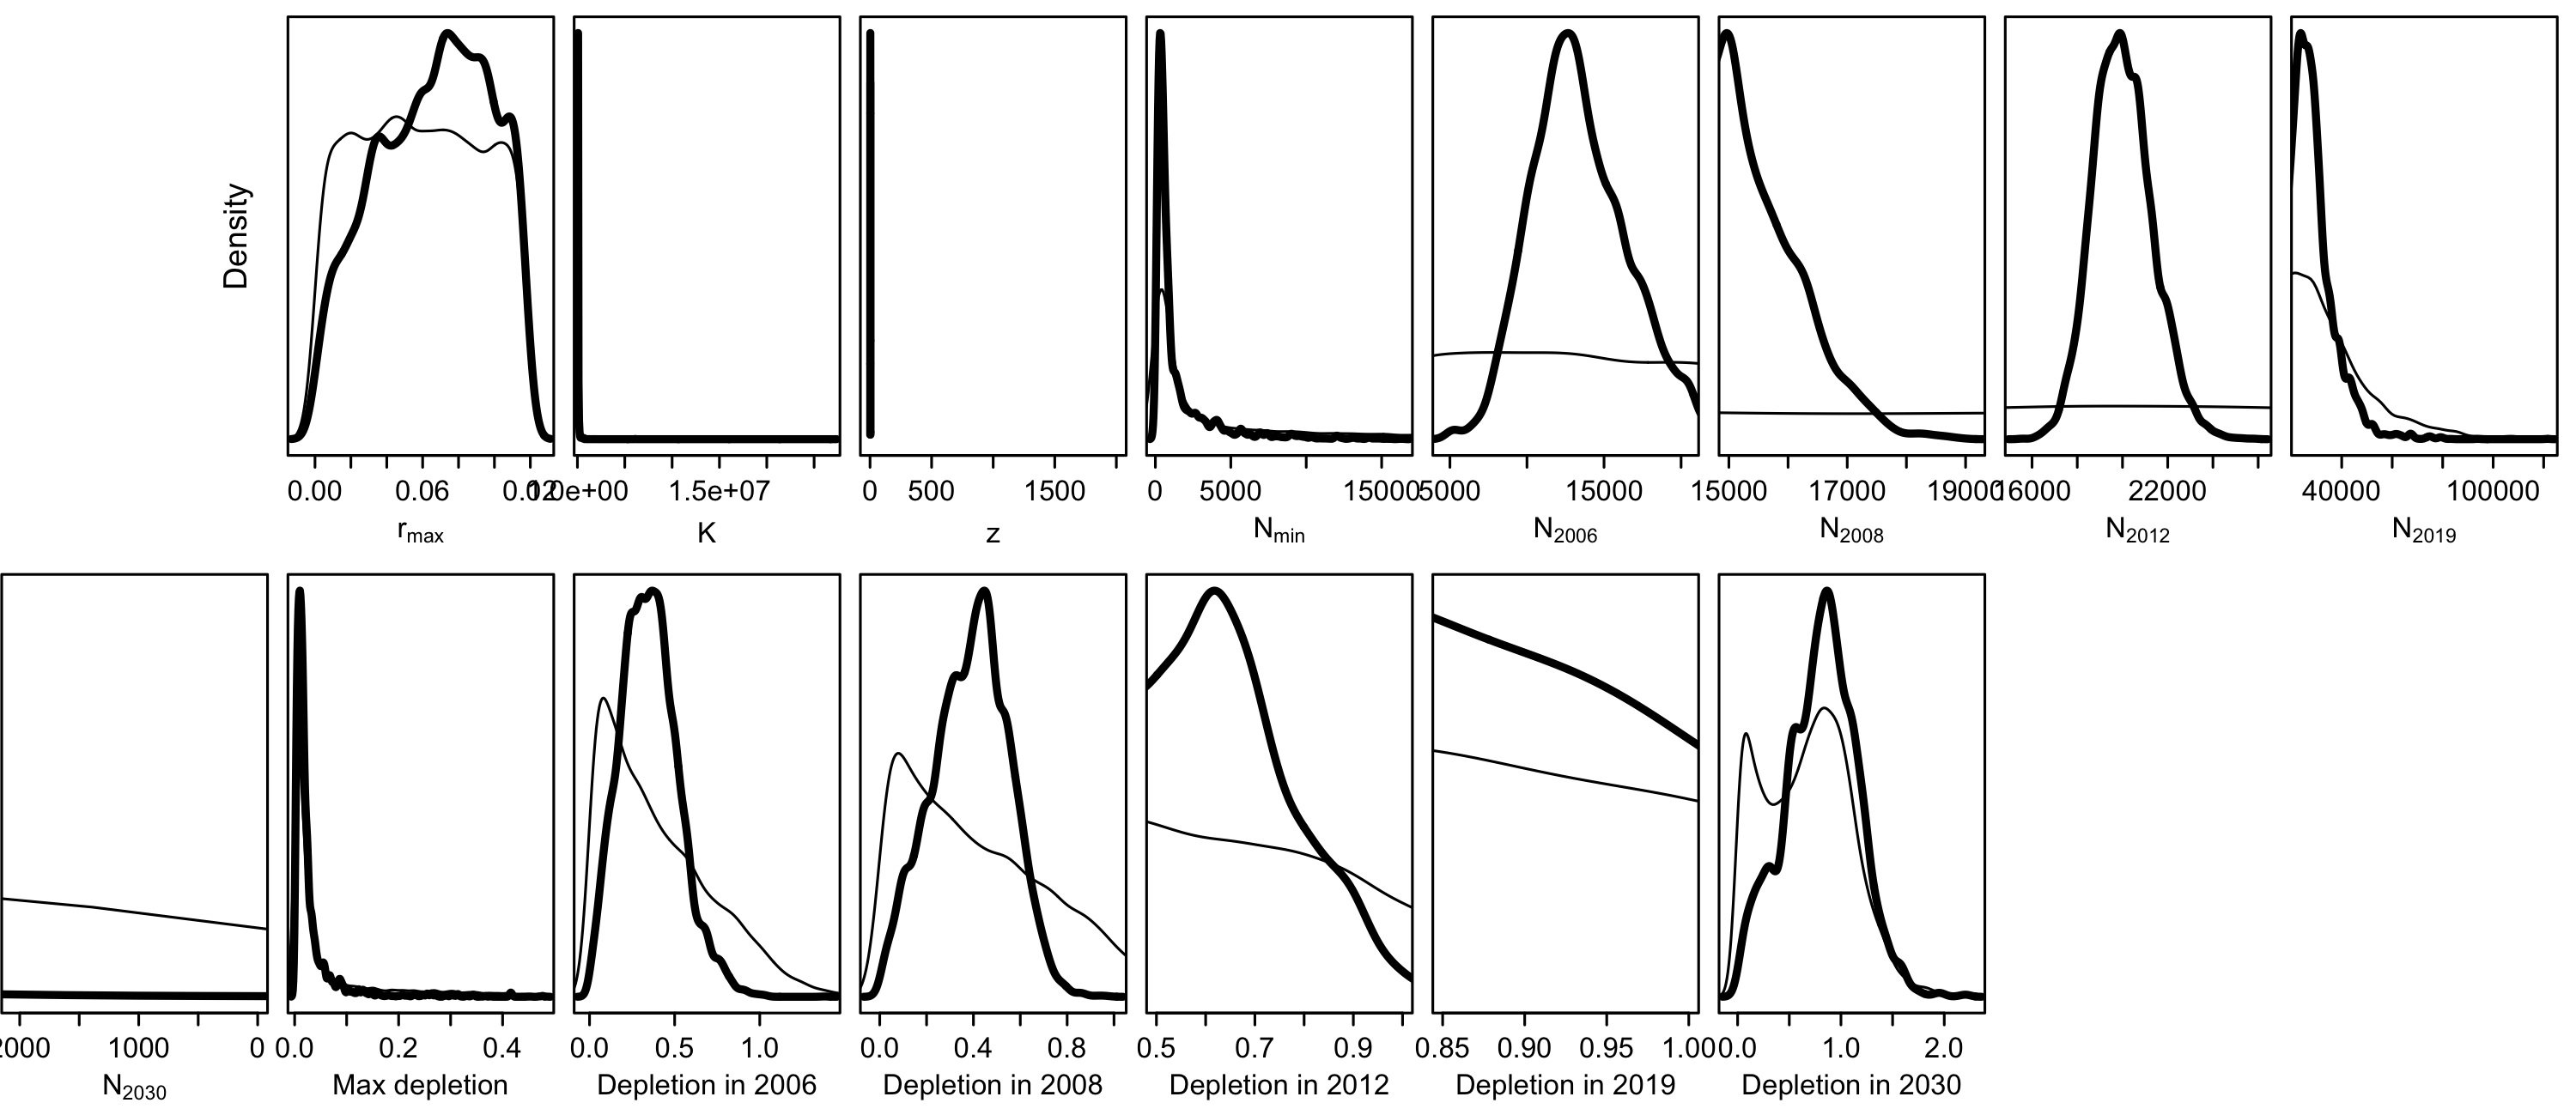 Density
0.00 0.06 0.12
r_max
0.0e+00 1.5e+07
K
0 500 1500
z
0 5000 15000
N_min
5000 15000
N_2006
15000 17000 19000
N_2008
16000 22000
N_2012
40000 100000
N_2019
2000 1000 0
N_2030
0.0 0.2 0.4
Max depletion
0.0 0.5 1.0
Depletion in 2006
0.0 0.4 0.8
Depletion in 2008
0.5 0.7 0.9
Depletion in 2012
0.85 0.90 0.95 1.00
Depletion in 2019
0.0 1.0 2.0
Depletion in 2030